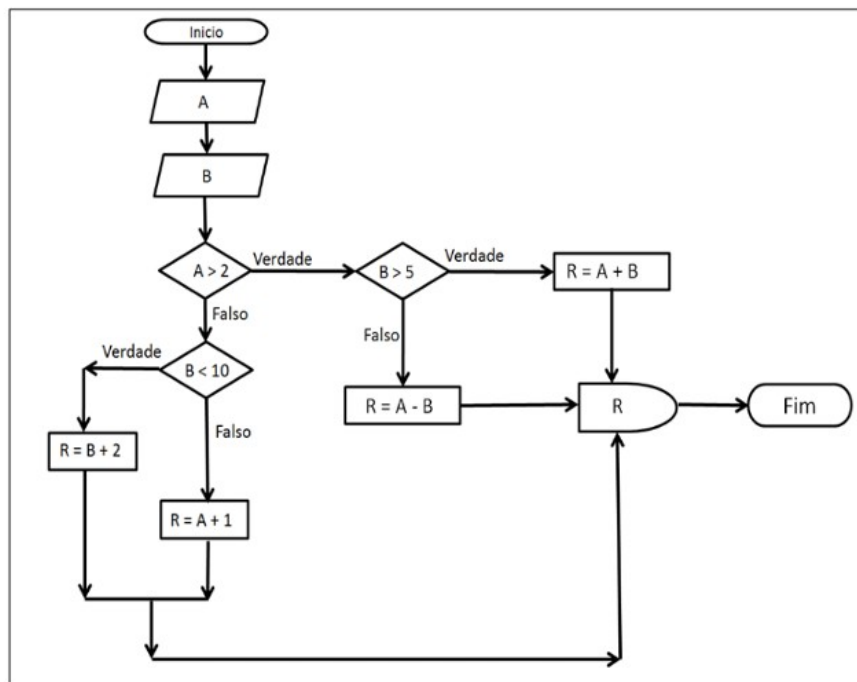 Inicio
A
B
A > 2
Verdade
B > 5
Verdade
R = A + B
Falso
Falso
Verdade
B < 10
R = A - B
R
Fim
Falso
R = B + 2
R = A + 1